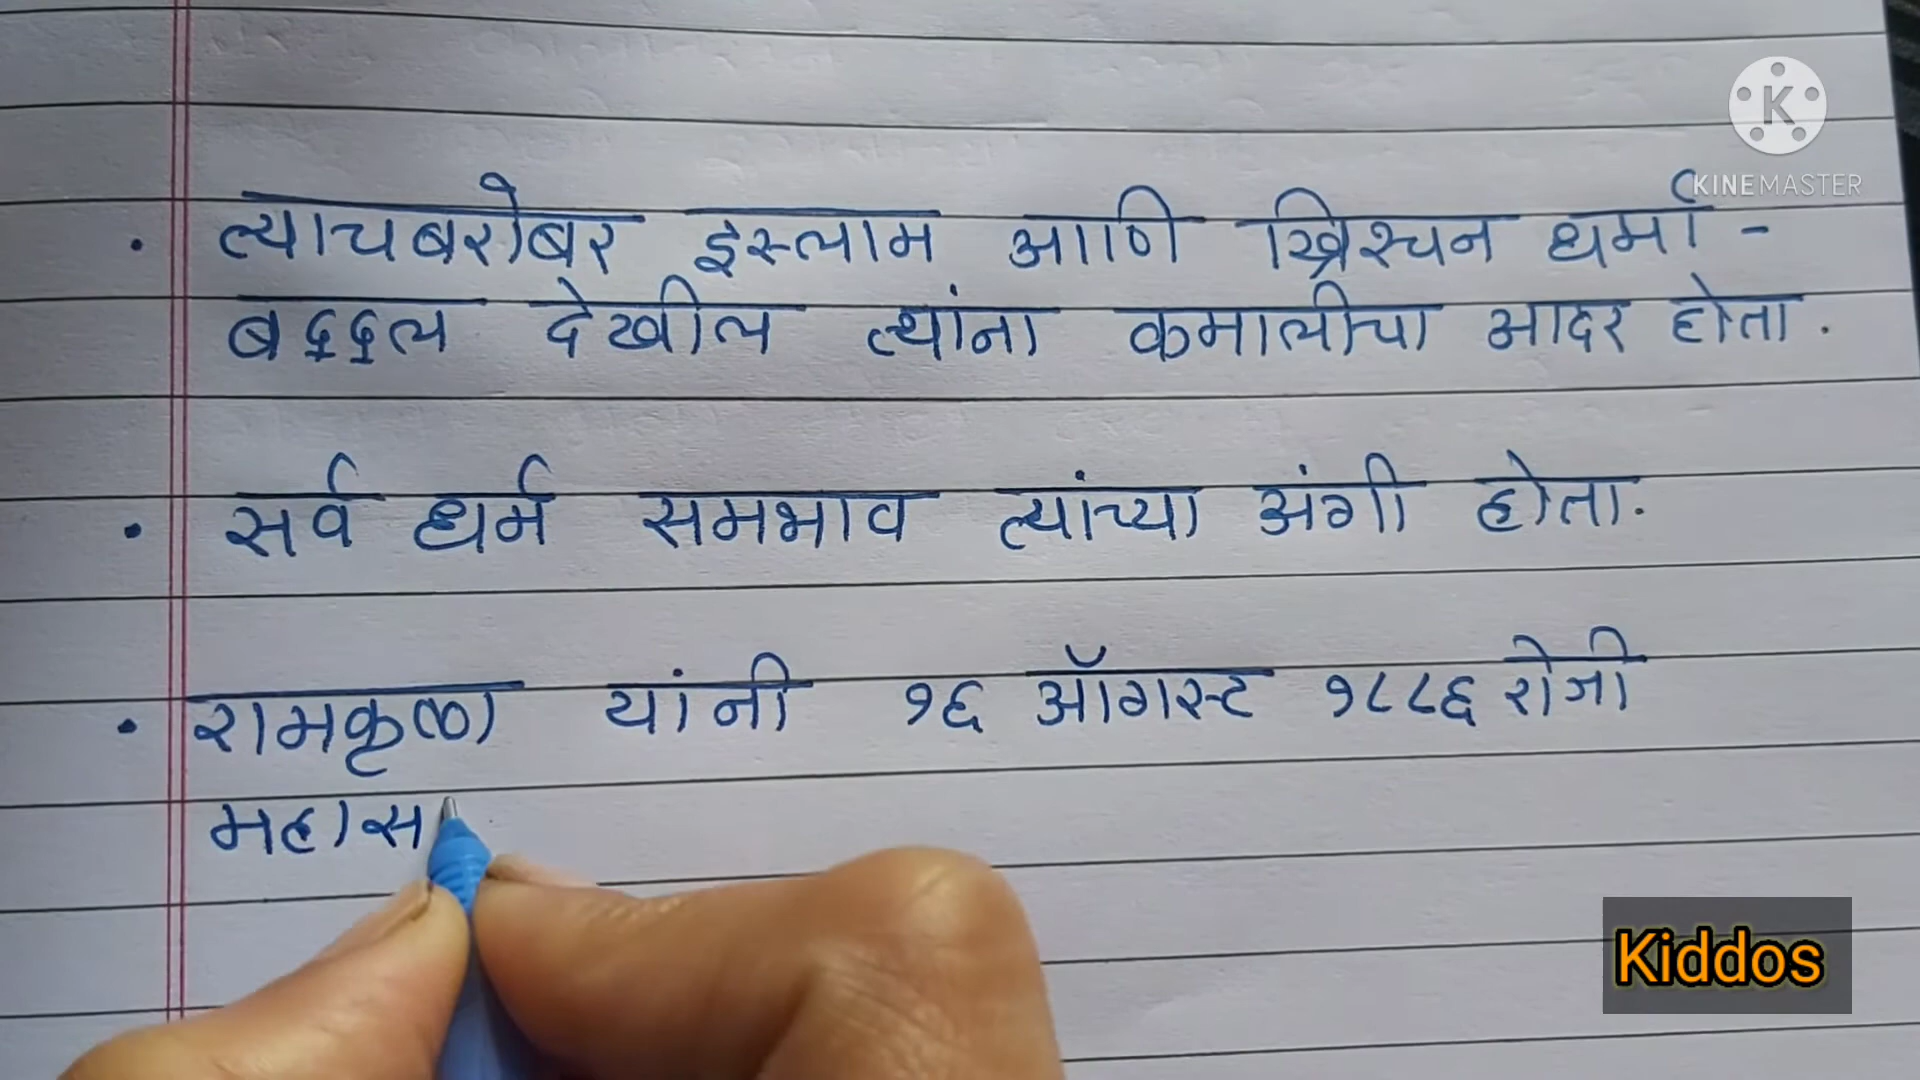 KINEMASTER
• त्याचबरोबर इस्लाम आणि ख्रिश्चन धर्मा -
बद्दल देखील त्यांना कमालीचा आदर होता.
• सर्व धर्म समभाव त्यांच्या अंगी होता.
• रामकृष्ण यांनी १६ ऑगस्ट १८८६ रोजी
महास
Kiddos